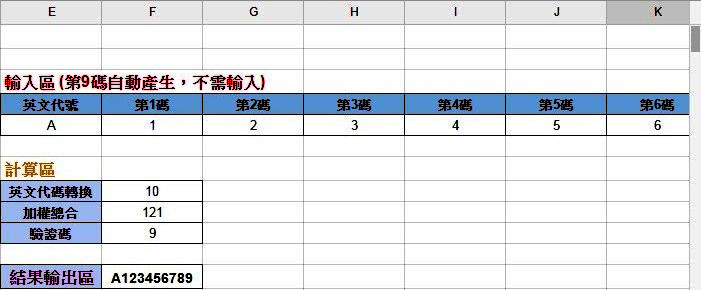 E F G H I J K
輸入區 (第9碼自動產生，不需輸入)
英文代號 第1碼 第2碼 第3碼 第4碼 第5碼 第6碼
A 1 2 3 4 5 6
計算區
英文代碼轉換 10
加權總合 121
驗證碼 9
結果輸出區 A123456789